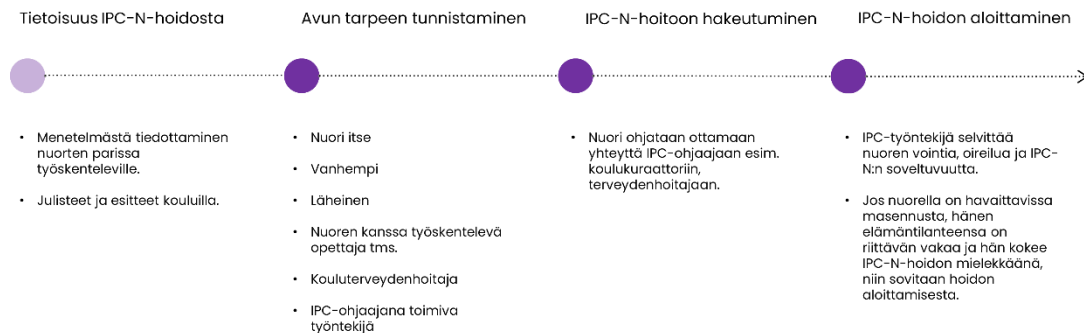 Tietoisuus IPC-N-hoidosta
Avun tarpeen tunnistaminen
IPC-N-hoitoon hakeutuminen
IPC-N-hoidon aloittaminen
• Menetelmästä tiedottaminen
nuorten parissa
työskenteleville.
• Julisteet ja esitteet kouluilla.
• Nuori itse
• Vanhempi
• Läheinen
• Nuoren kanssa työskentelevä
opettaja tms.
• Kouluterveydenhoitaja
• IPC-ohjaajana toimiva
työntekijä
• Nuori ohjataan ottamaan
yhteyttä IPC-ohjaajaan esim.
koulukuraattoriin,
terveydenhoitajaan.
• IPC-työntekijä selvittää
nuoren vointia, oireilua ja IPC-
N:n soveltuvuutta.
• Jos nuorella on havaittavissa
masennusta, hänen
elämäntilanteensa on
riittävän vakaa ja hän kokee
IPC-N-hoidon mielekkäänä,
niin sovitaan hoidon
aloittamisesta.